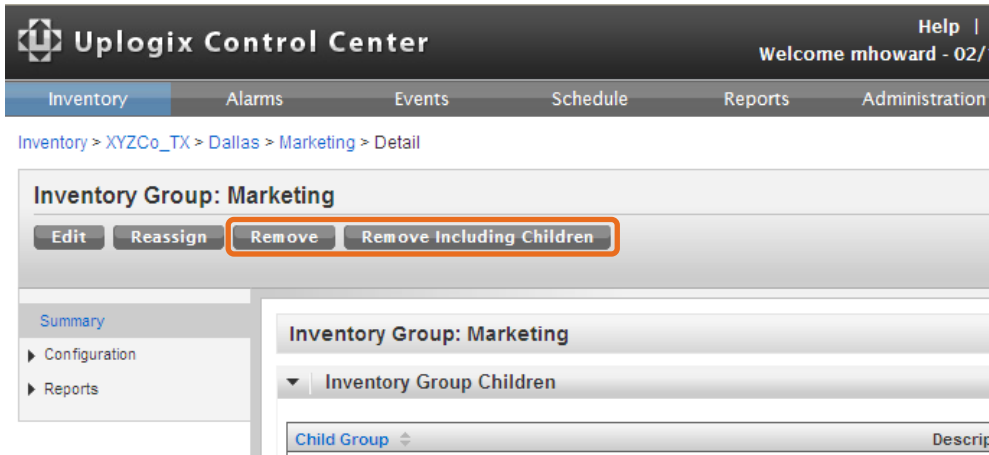 Uplogix Control Center
Help |
Welcome mhoward - 02/
Inventory Alarms Events Schedule Reports Administration
Inventory > XYZCo_TX > Dallas > Marketing > Detail
Inventory Group: Marketing
Edit Reassign Remove Remove Including Children
Summary
Configuration
Reports
Inventory Group: Marketing
Inventory Group Children
Child Group